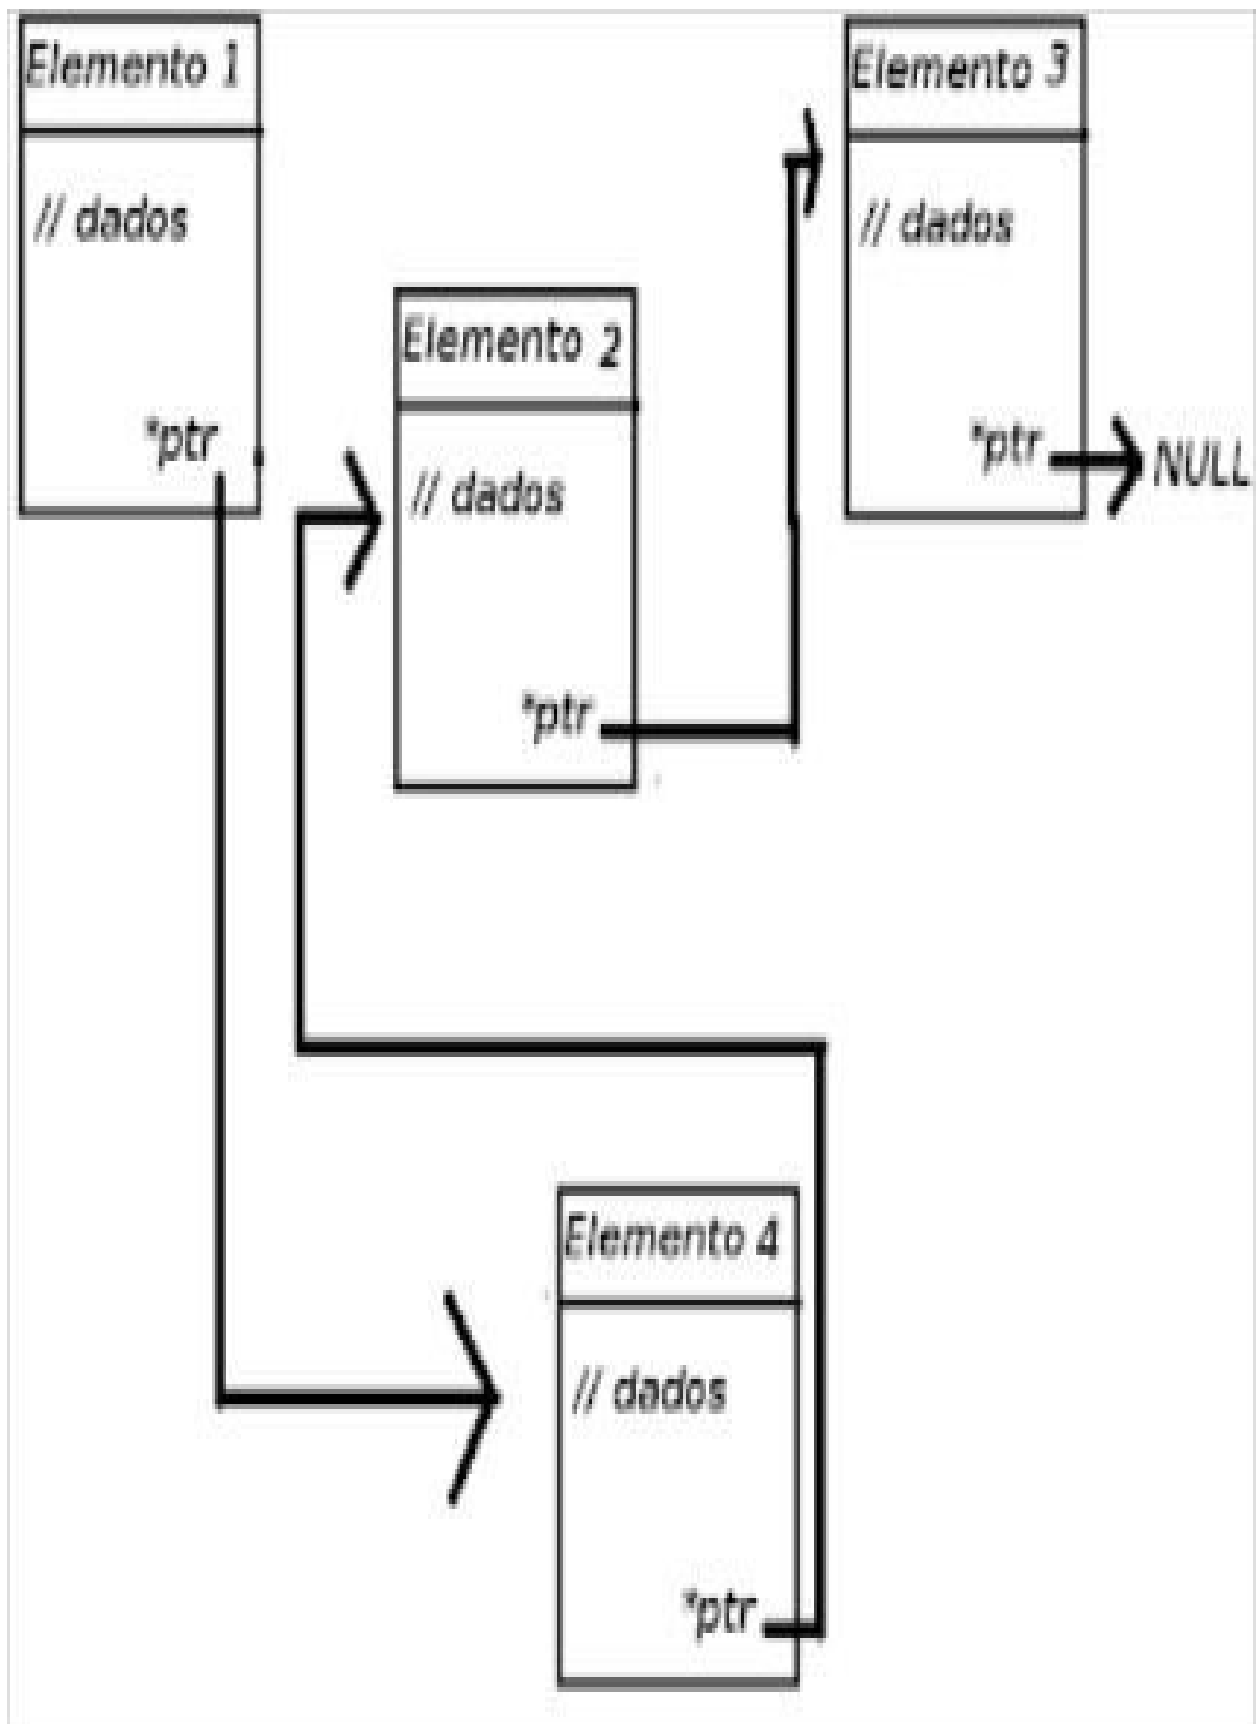 Elemento 1
// dados
*ptr
Elemento 2
// dados
*ptr
Elemento 3
// dados
*ptr
NULL
Elemento 4
// dados
*ptr